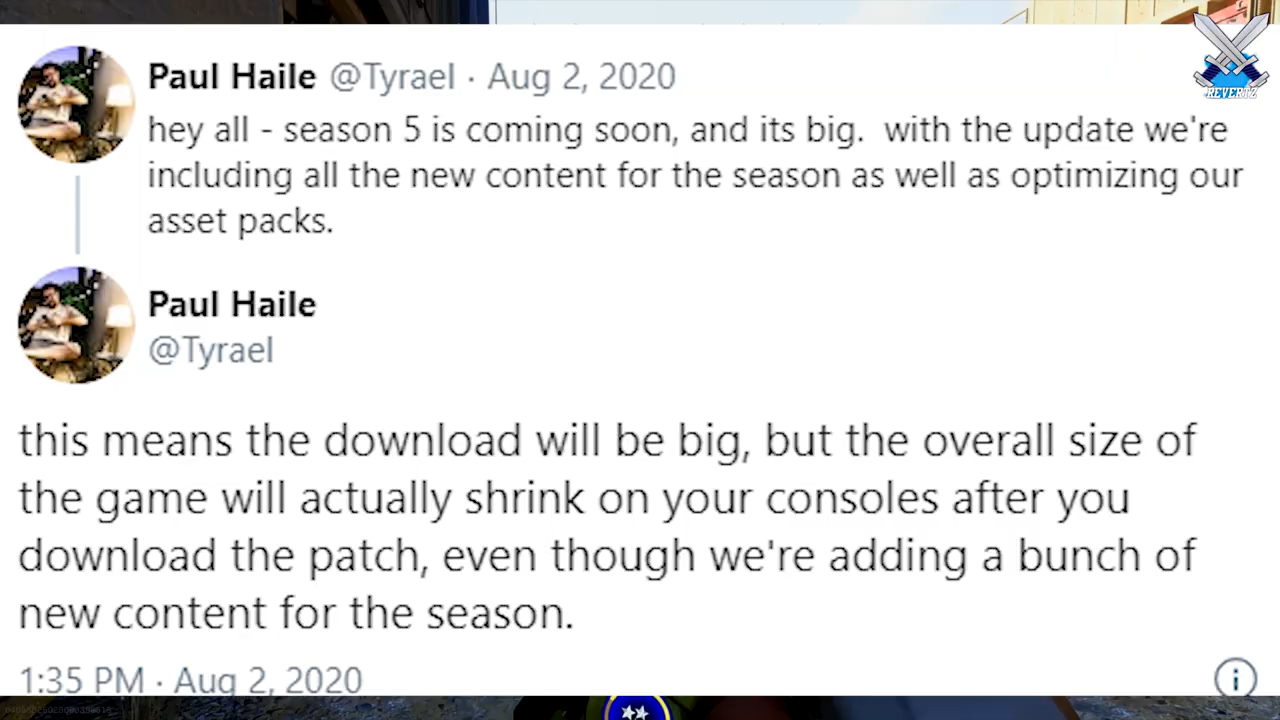 REVERTZ
Paul Haile @Tyrael · Aug 2, 2020
hey all - season 5 is coming soon, and its big.  with the update we're
including all the new content for the season as well as optimizing our
asset packs.
Paul Haile
@Tyrael
this means the download will be big, but the overall size of
the game will actually shrink on your consoles after you
download the patch, even though we're adding a bunch of
new content for the season.
1:35 PM · Aug 2, 2020